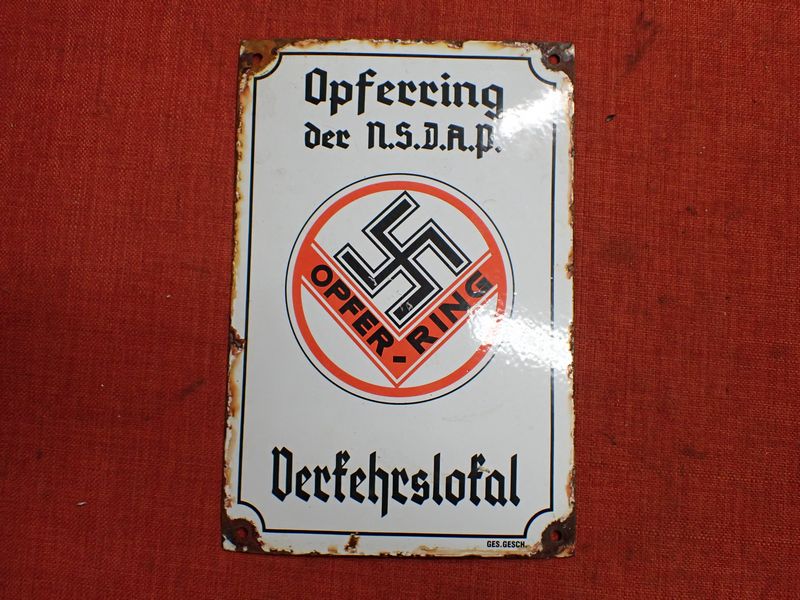 Opferring
der N.S.D.A.P.
OPFER-RING
Verkehrslokal
GES. GESCH.